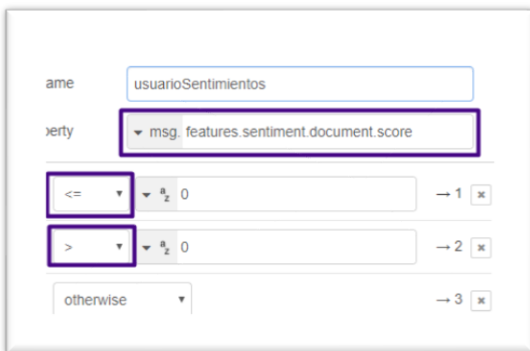 ame usuarioSentimientos
perty msg. features.sentiment.document.score
<= a z 0 → 1 x
> a z 0 → 2 x
otherwise → 3 x